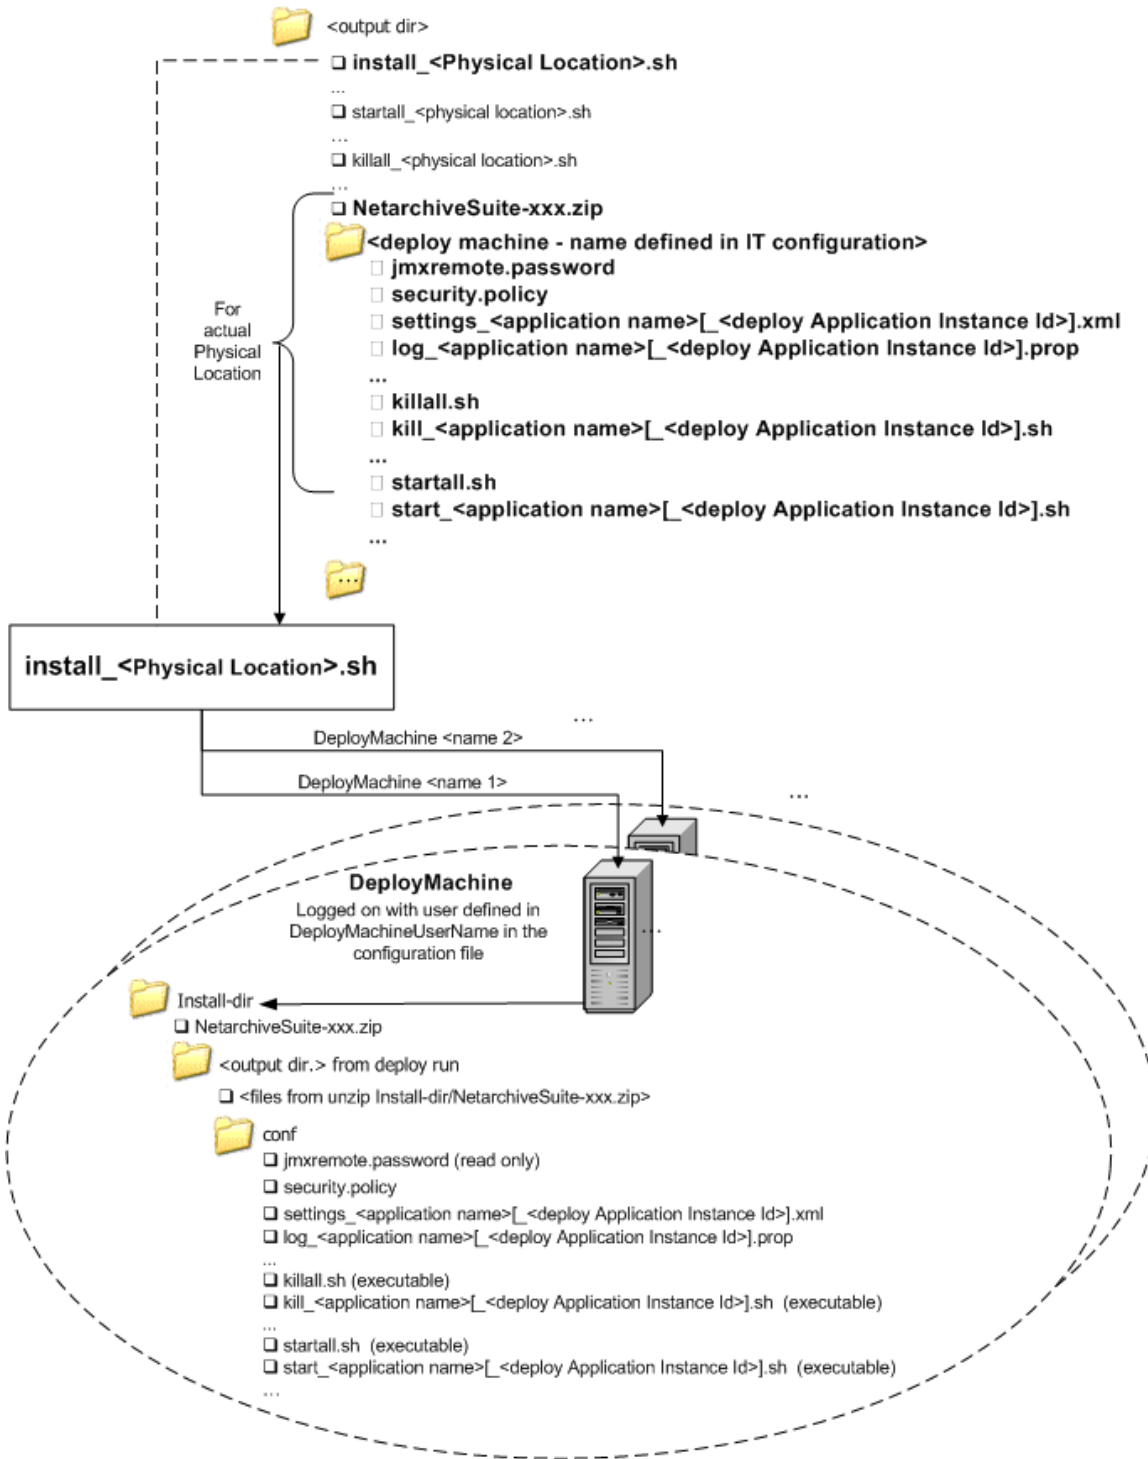 <output dir>
install_<Physical Location>.sh
...
startall_<physical location>.sh
...
killall_<physical location>.sh
...
NetarchiveSuite-xxx.zip
<deploy machine - name defined in IT configuration>
jmxremote.password
security.policy
settings_<application name>[_<deploy Application Instance Id>].xml
log_<application name>[_<deploy Application Instance Id>].prop
...
killall.sh
kill_<application name>[_<deploy Application Instance Id>].sh
...
startall.sh
start_<application name>[_<deploy Application Instance Id>].sh
...
...
For
actual
Physical
Location
install_<Physical Location>.sh
...
DeployMachine <name 2>
DeployMachine <name 1>
...
DeployMachine
Logged on with user defined in
DeployMachineUserName in the
configuration file
...
Install-dir
NetarchiveSuite-xxx.zip
<output dir.> from deploy run
<files from unzip Install-dir/NetarchiveSuite-xxx.zip>
conf
jmxremote.password (read only)
security.policy
settings_<application name>[_<deploy Application Instance Id>].xml
log_<application name>[_<deploy Application Instance Id>].prop
...
killall.sh (executable)
kill_<application name>[_<deploy Application Instance Id>].sh (executable)
...
startall.sh (executable)
start_<application name>[_<deploy Application Instance Id>].sh (executable)
...